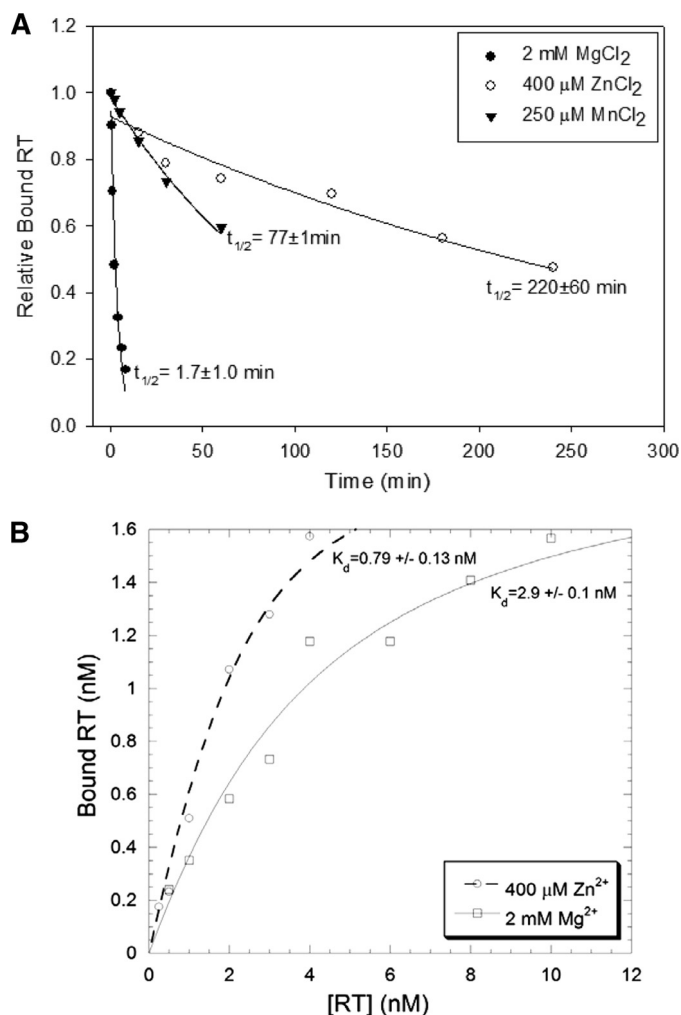 A
1.2
1.0
0.8
0.6
0.4
0.2
0.0
Relative Bound RT
2 mM MgCl₂
400 µM ZnCl₂
250 µM MnCl₂
t₁/₂= 77±1min
t₁/₂= 220±60 min
t₁/₂= 1.7±1.0 min
0 50 100 150 200 250 300
Time (min)
B
1.6
1.4
1.2
1
0.8
0.6
0.4
0.2
0
Bound RT (nM)
K_d=0.79 +/- 0.13 nM
K_d=2.9 +/- 0.1 nM
400 µM Zn²⁺
2 mM Mg²⁺
0 2 4 6 8 10 12
[RT] (nM)